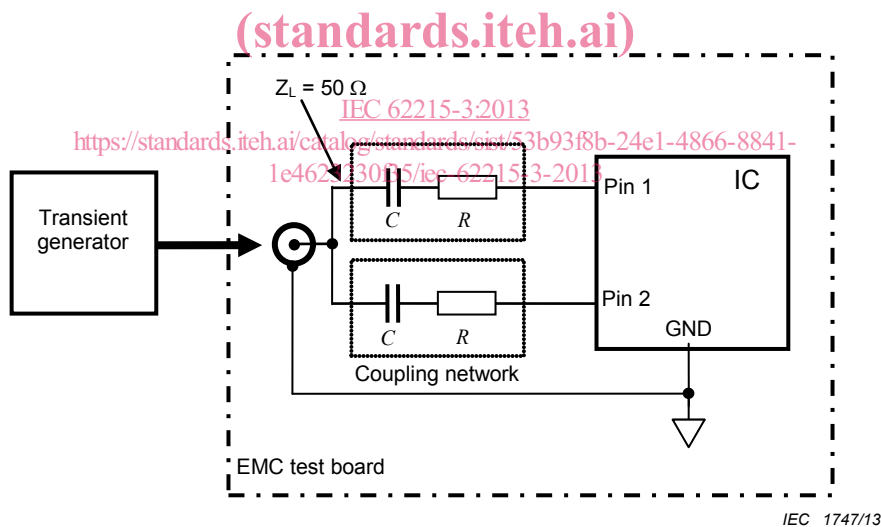 (standards.iteh.ai)
Z_L = 50 Ω
IEC 62215-3:2013
https://standards.iteh.ai/catalog/standards/sist/53b93f8b-24e1-4866-8841-
1e4625230f35/iec-62215-3-2013
Transient
generator
C R
Pin 1
IC
C R
Pin 2
GND
Coupling network
EMC test board
IEC 1747/13